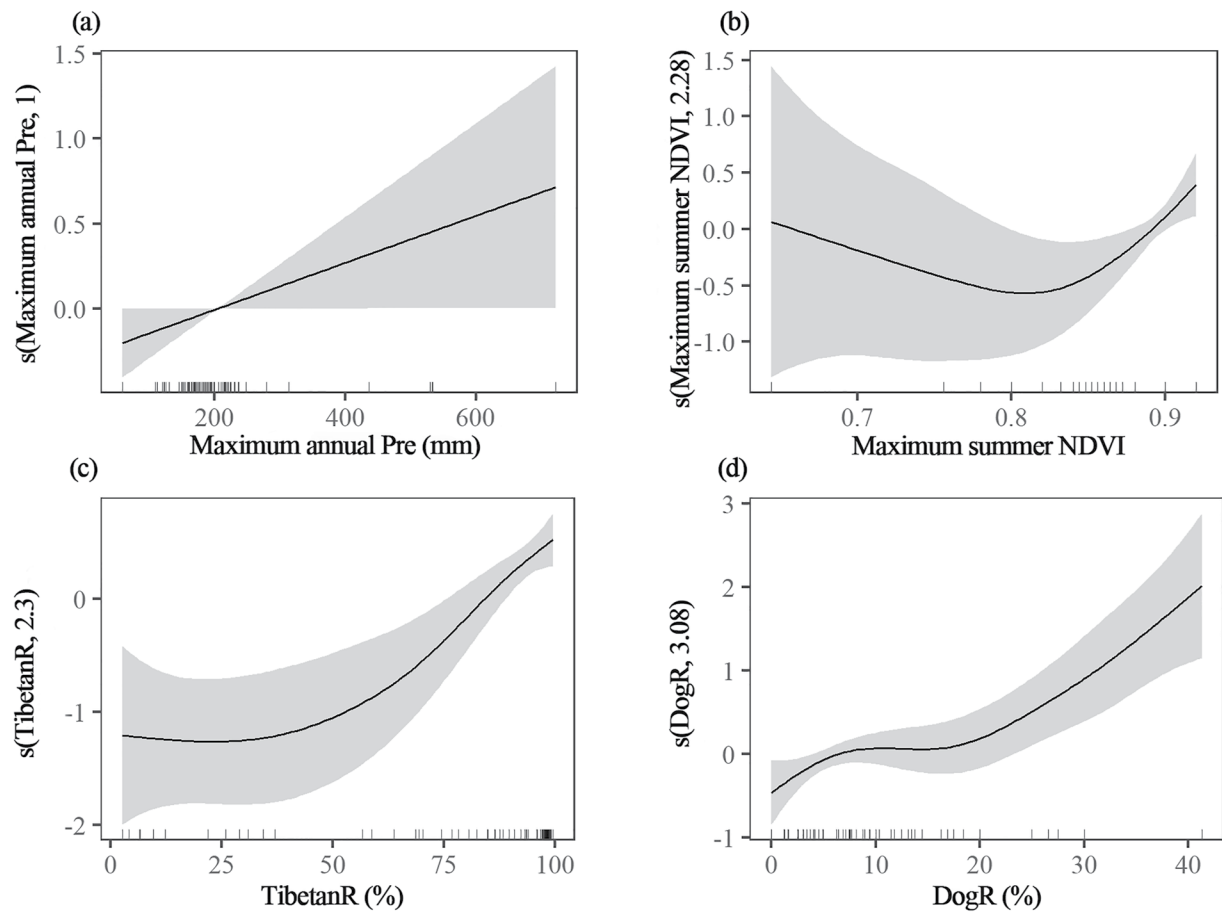 (a)
s(Maximum annual Pre, 1)
1.5
1.0
0.5
0.0
200
400
600
Maximum annual Pre (mm)
(b)
s(Maximum summer NDVI, 2.28)
1.5
1.0
0.5
0.0
-0.5
-1.0
0.7
0.8
0.9
Maximum summer NDVI
(c)
s(TibetanR, 2.3)
0
-1
-2
0
25
50
75
100
TibetanR (%)
(d)
s(DogR, 3.08)
3
2
1
0
-1
0
10
20
30
40
DogR (%)